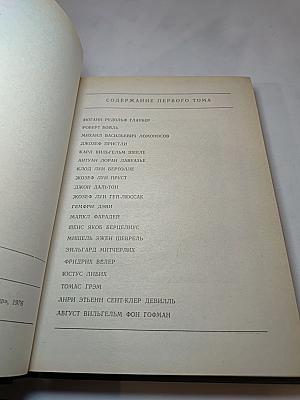 СОДЕРЖАНИЕ ПЕРВОГО ТОМА
ИОГАНН РУДОЛЬФ ГЛАУБЕР
РОБЕРТ БОЙЛЬ
МИХАИЛ ВАСИЛЬЕВИЧ ЛОМОНОСОВ
ДЖОЗЕФ ПРИСТЛИ
КАРЛ ВИЛЬГЕЛЬМ ШЕЕЛЕ
АНТУАН ЛОРАН ЛАВУАЗЬЕ
КЛОД ЛУИ БЕРТОЛЛЕ
ЖОЗЕФ ЛУИ ПРУСТ
ДЖОН ДАЛЬТОН
ЖОЗЕФ ЛУИ ГЕЙ-ЛЮССАК
ГЕМФРИ ДЭВИ
МАЙКЛ ФАРАДЕЙ
ЙЕНС ЯКОБ БЕРЦЕЛИУС
МИШЕЛЬ ЭЖЕН ШЕВРЕЛЬ
ЭЙЛЬГАРД МИТЧЕРЛИХ
ФРИДРИХ ВЕЛЕР
ЮСТУС ЛИБИХ
ТОМАС ГРЭМ
АНРИ ЭТЬЕНН СЕНТ-КЛЕР ДЕВИЛЛЬ
АВГУСТ ВИЛЬГЕЛЬМ ФОН ГОФМАН